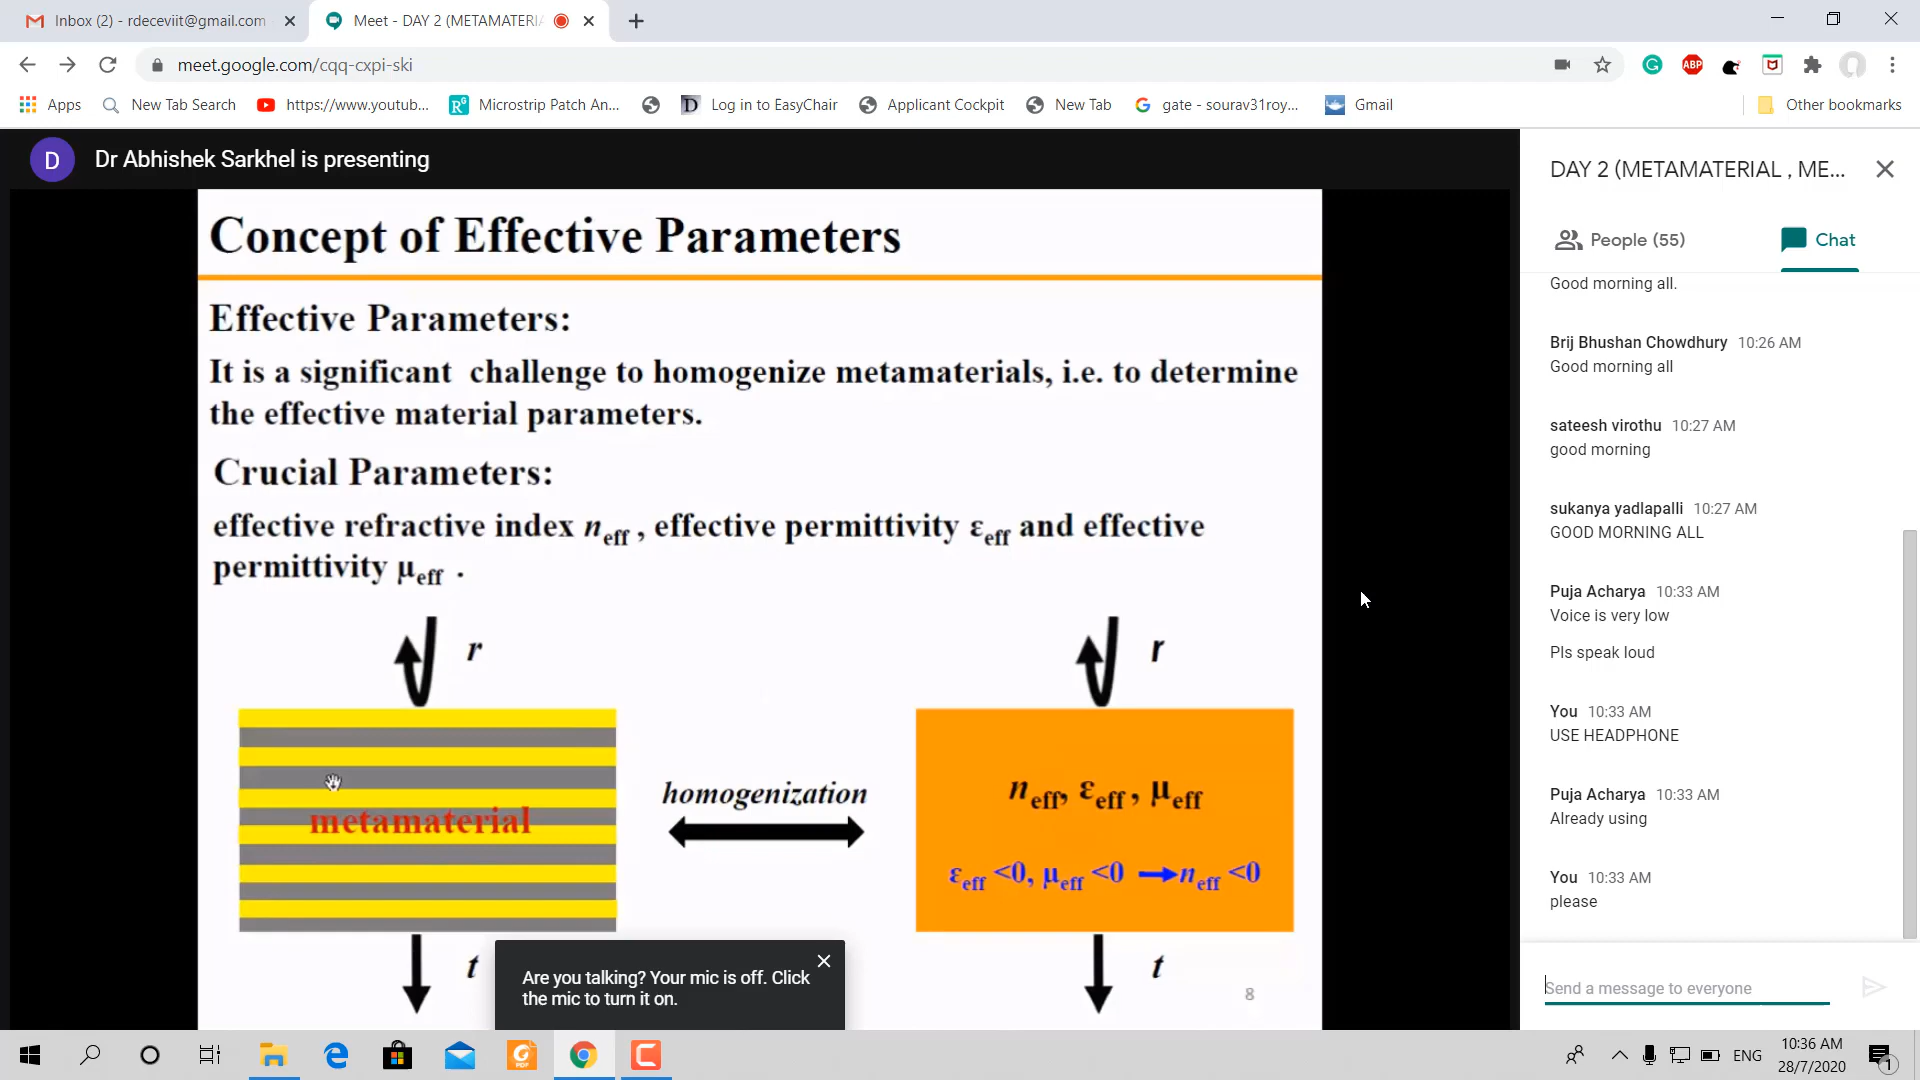 Inbox (2) - rdeceviit@gmail.com
Meet - DAY 2 (METAMATERI
meet.google.com/cqq-cxpi-ski
ABP
Apps
New Tab Search
https://www.youtub...
Microstrip Patch An...
Log in to EasyChair
Applicant Cockpit
New Tab
gate - sourav31roy...
Gmail
Other bookmarks
D
Dr Abhishek Sarkhel is presenting
Concept of Effective Parameters
Effective Parameters:
It is a significant challenge to homogenize metamaterials, i.e. to determine
the effective material parameters.
Crucial Parameters:
effective refractive index neff , effective permittivity εeff and effective
permittivity μeff .
r
r
metamaterial
homogenization
neff, εeff , μeff
εeff <0, μeff <0 → neff <0
t
t
Are you talking? Your mic is off. Click
the mic to turn it on.
8
DAY 2 (METAMATERIAL , ME...
People (55)
Chat
Good morning all.
Brij Bhushan Chowdhury 10:26 AM
Good morning all
sateesh virothu 10:27 AM
good morning
sukanya yadlapalli 10:27 AM
GOOD MORNING ALL
Puja Acharya 10:33 AM
Voice is very low
Pls speak loud
You 10:33 AM
USE HEADPHONE
Puja Acharya 10:33 AM
Already using
You 10:33 AM
please
Send a message to everyone
ENG
10:36 AM
28/7/2020
1